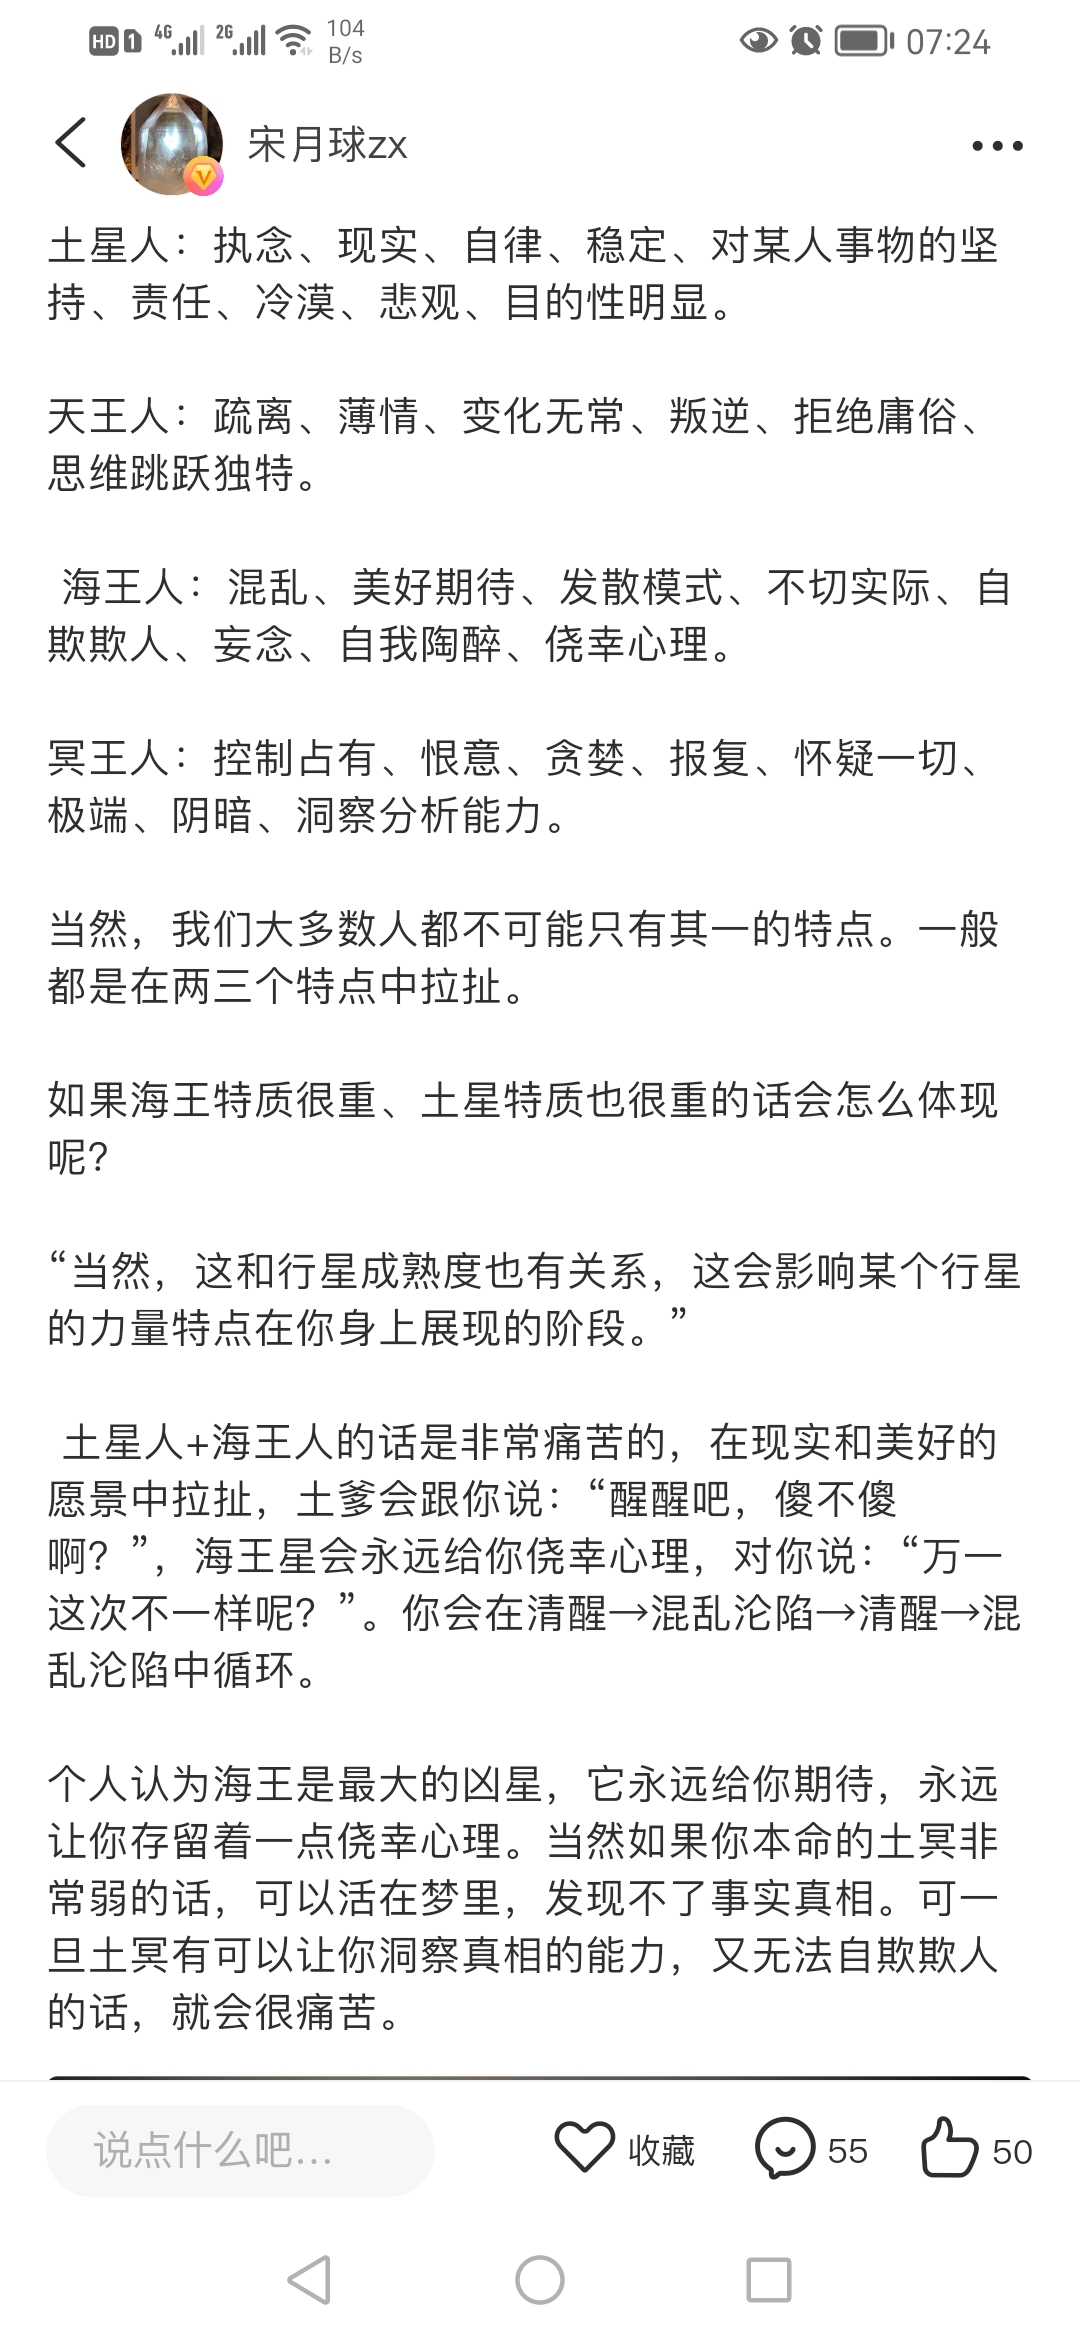 HD 1 4G 2G 104 B/s 07:24
宋月球zx
土星人：执念、现实、自律、稳定、对某人事物的坚
持、责任、冷漠、悲观、目的性明显。
天王人：疏离、薄情、变化无常、叛逆、拒绝庸俗、
思维跳跃独特。
海王人：混乱、美好期待、发散模式、不切实际、自
欺欺人、妄念、自我陶醉、侥幸心理。
冥王人：控制占有、恨意、贪婪、报复、怀疑一切、
极端、阴暗、洞察分析能力。
当然，我们大多数人都不可能只有其一的特点。一般
都是在两三个特点中拉扯。
如果海王特质很重、土星特质也很重的话会怎么体现
呢?
“当然，这和行星成熟度也有关系，这会影响某个行星
的力量特点在你身上展现的阶段。”
土星人+海王人的话是非常痛苦的，在现实和美好的
愿景中拉扯，土爹会跟你说：“醒醒吧，傻不傻
啊？”，海王星会永远给你侥幸心理，对你说：“万一
这次不一样呢？”。你会在清醒→混乱沦陷→清醒→混
乱沦陷中循环。
个人认为海王是最大的凶星，它永远给你期待，永远
让你存留着一点侥幸心理。当然如果你本命的土冥非
常弱的话，可以活在梦里，发现不了事实真相。可一
旦土冥有可以让你洞察真相的能力，又无法自欺欺人
的话，就会很痛苦。
说点什么吧...
收藏
55
50